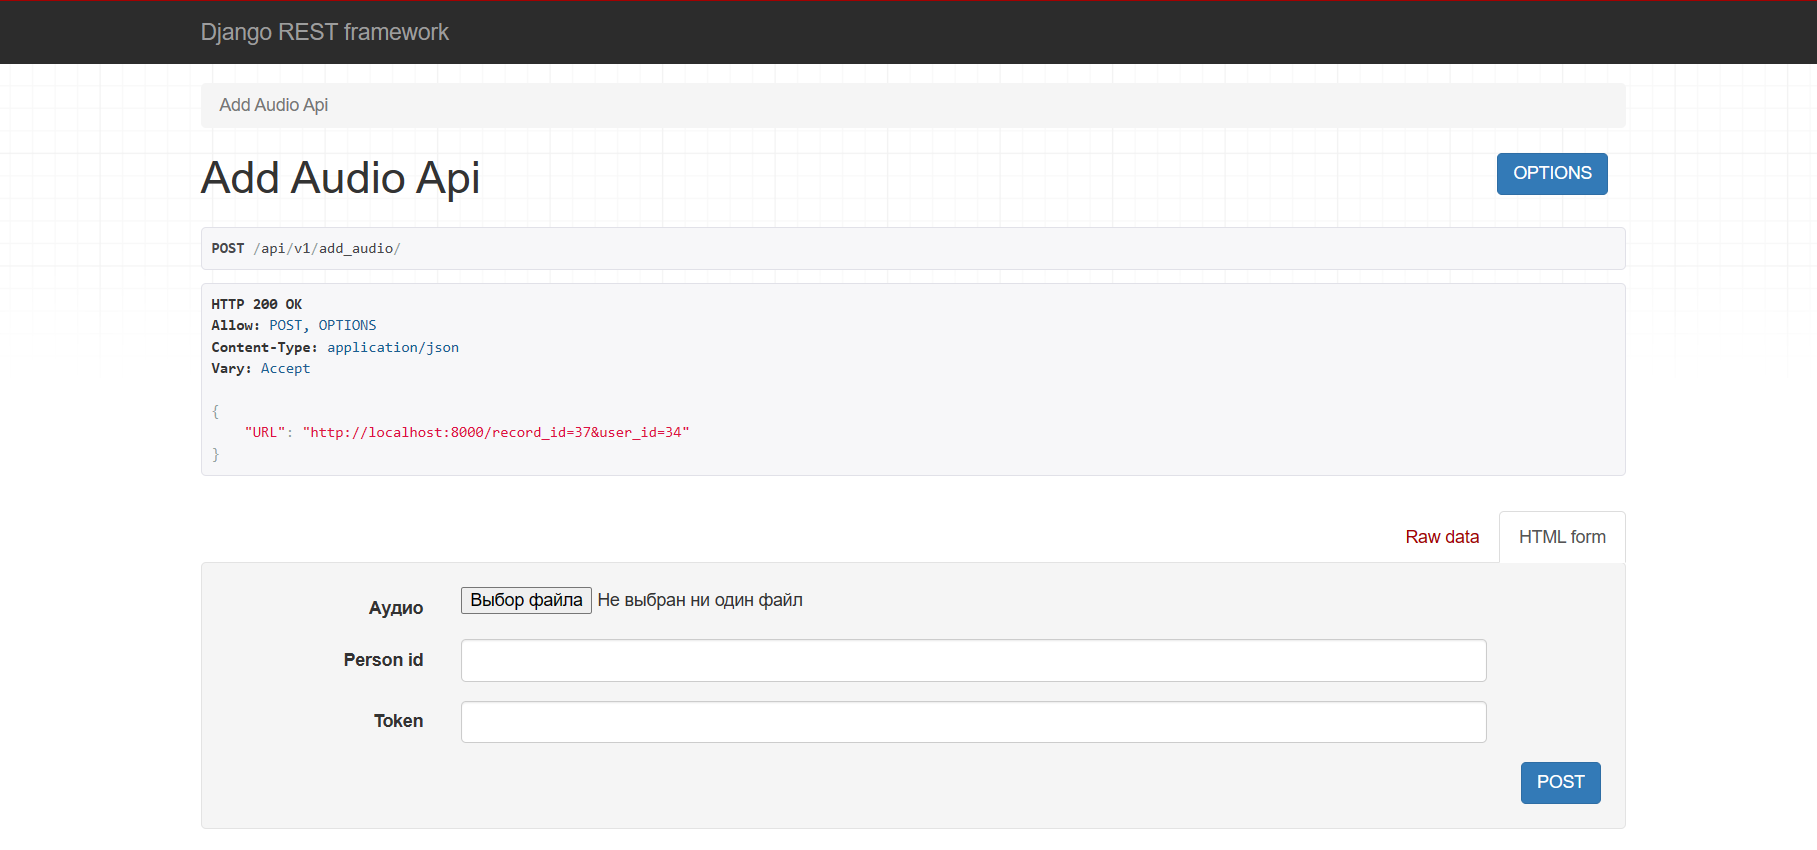 Django REST framework
Add Audio Api
Add Audio Api
OPTIONS
POST /api/v1/add_audio/
HTTP 200 OK
Allow: POST, OPTIONS
Content-Type: application/json
Vary: Accept
{
"URL": "http://localhost:8000/record_id=37&user_id=34"
}
Raw data
HTML form
Аудио
Выбор файла Не выбран ни один файл
Person id
Token
POST